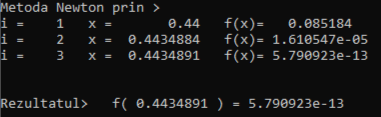 Metoda Newton prin >
i =    1   x =       0.44   f(x)=   0.085184
i =    2   x =  0.4434884   f(x)= 1.610547e-05
i =    3   x =  0.4434891   f(x)= 5.790923e-13
Rezultatul>   f( 0.4434891 ) = 5.790923e-13